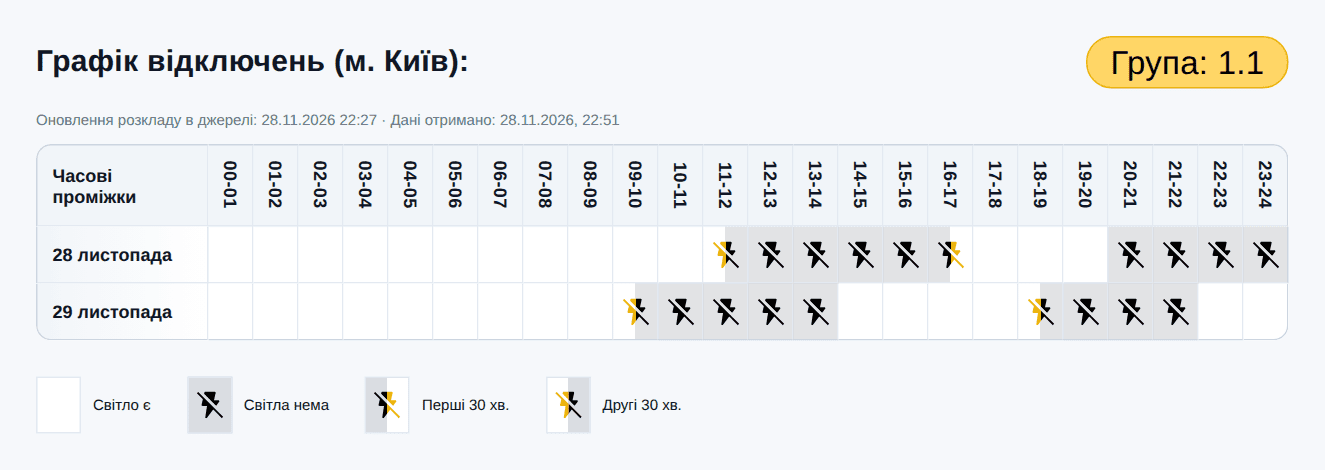 Графік відключень (м. Київ):
Група: 1.1
Оновлення розкладу в джерелі: 28.11.2026 22:27 · Дані отримано: 28.11.2026, 22:51
Часові
проміжки
00-01
01-02
02-03
03-04
04-05
05-06
06-07
07-08
08-09
09-10
10-11
11-12
12-13
13-14
14-15
15-16
16-17
17-18
18-19
19-20
20-21
21-22
22-23
23-24
28 листопада
29 листопада
Світло є
Світла нема
Перші 30 хв.
Другі 30 хв.